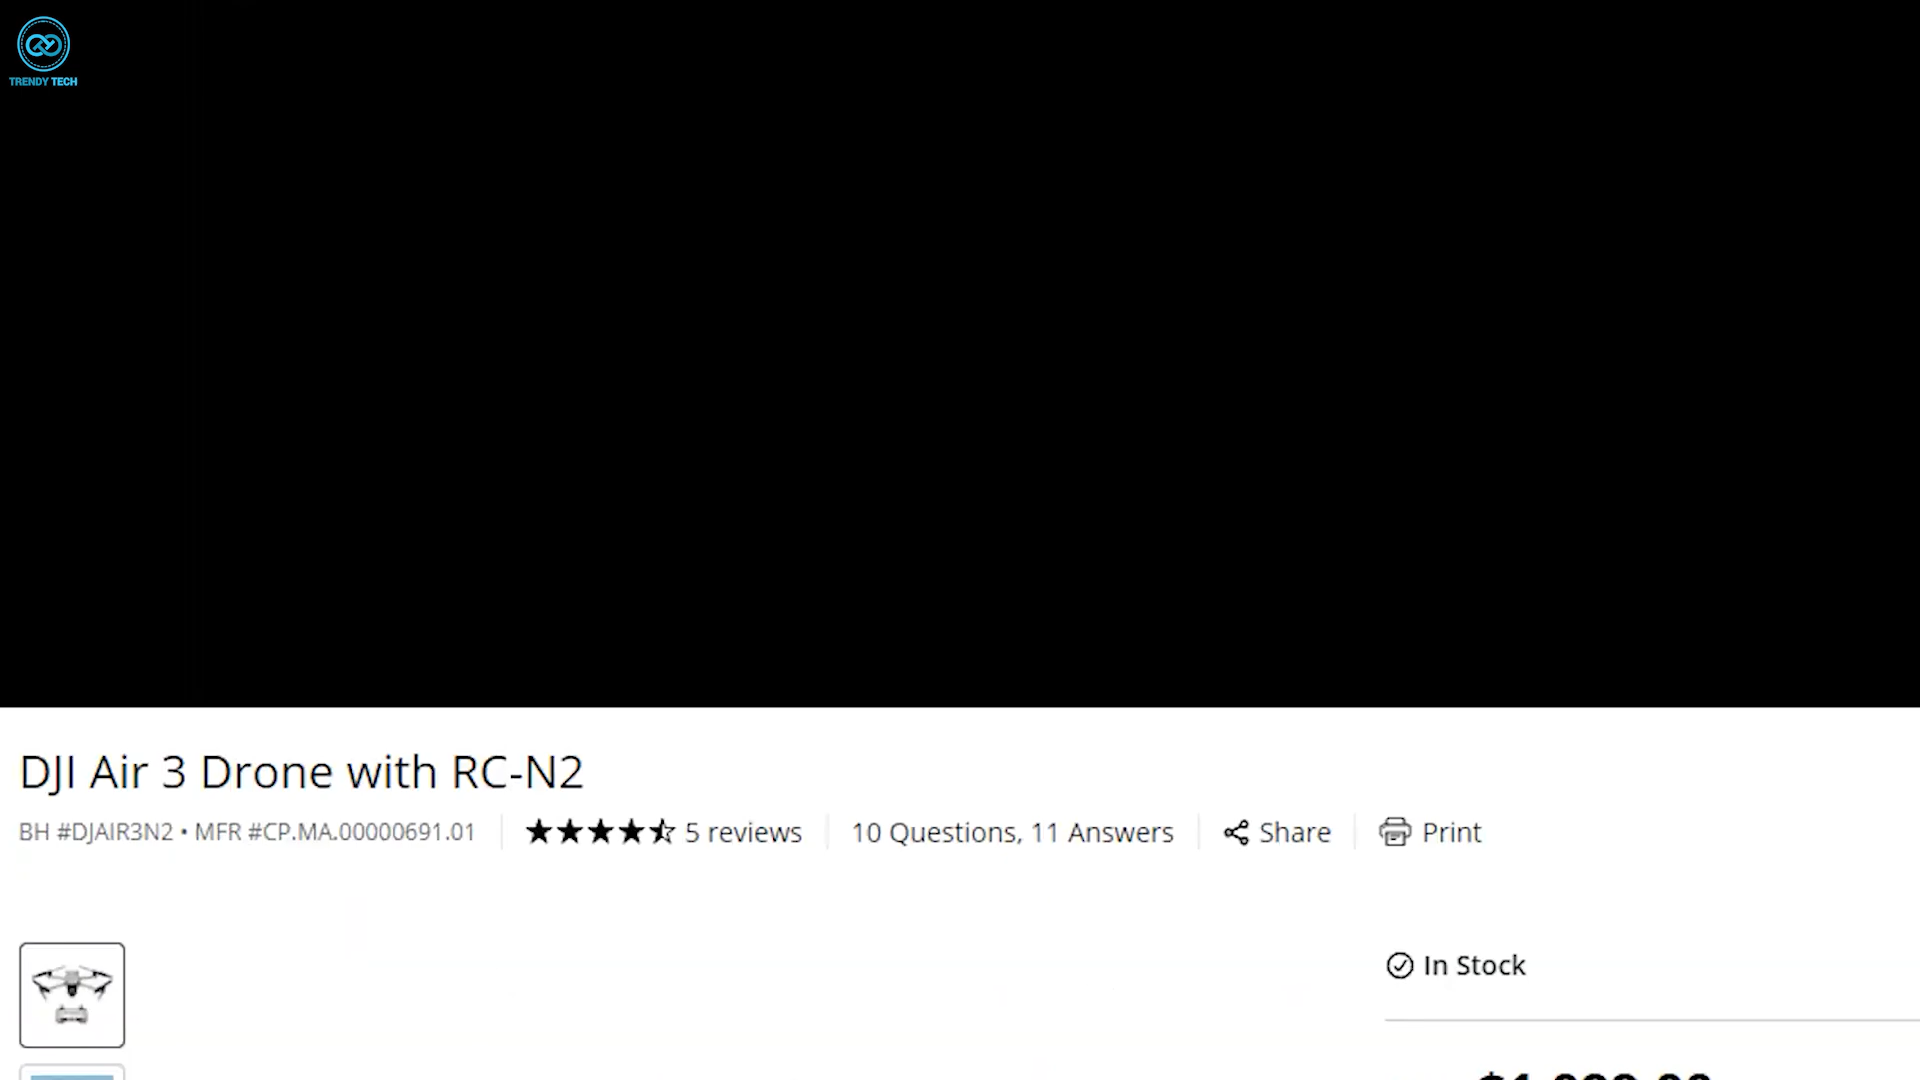 TRENDY TECH
DJI Air 3 Drone with RC-N2
BH #DJAIR3N2 • MFR #CP.MA.00000691.01
5 reviews
10 Questions, 11 Answers
Share
Print
In Stock